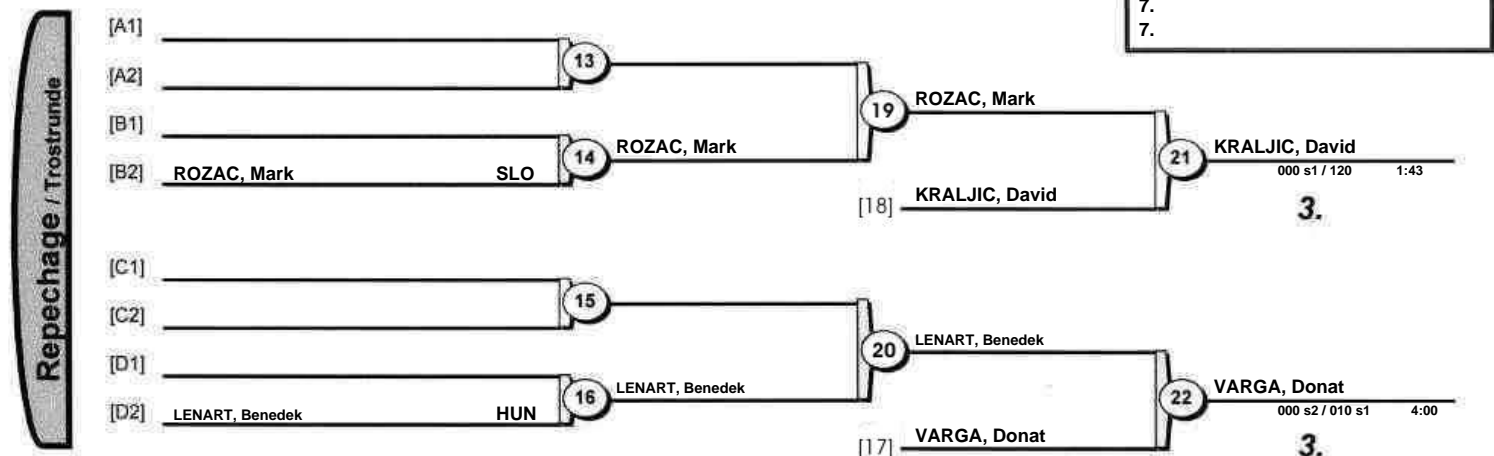 7.
7.
Repechage / Trostrunde
[A1]
[A2]
13
[B1]
[B2] ROZAC, Mark SLO
14 ROZAC, Mark
19 ROZAC, Mark
[18] KRALJIC, David
21 KRALJIC, David
000 s1 / 120 1:43
3.
[C1]
[C2]
15
[D1]
[D2] LENART, Benedek HUN
16 LENART, Benedek
20 LENART, Benedek
[17] VARGA, Donat
22 VARGA, Donat
000 s2 / 010 s1 4:00
3.